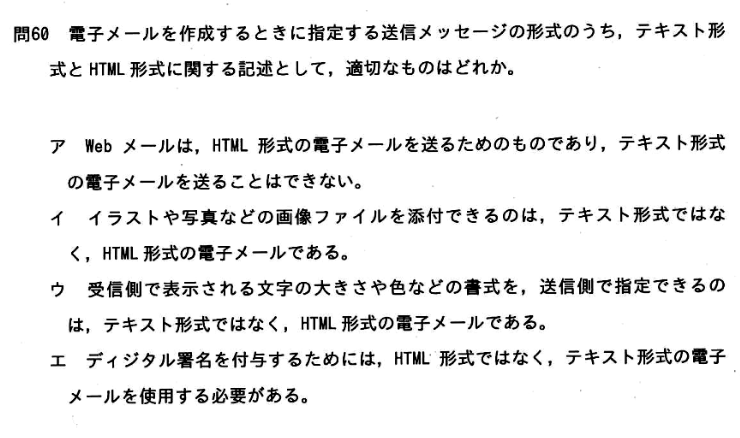 問60 電子メールを作成するときに指定する送信メッセージの形式のうち，テキスト形
式と HTML 形式に関する記述として，適切なものはどれか。
ア Web メールは，HTML 形式の電子メールを送るためのものであり，テキスト形式
の電子メールを送ることはできない。
イ イラストや写真などの画像ファイルを添付できるのは，テキスト形式ではな
く，HTML 形式の電子メールである。
ウ 受信側で表示される文字の大きさや色などの書式を，送信側で指定できるの
は，テキスト形式ではなく，HTML 形式の電子メールである。
エ ディジタル署名を付与するためには，HTML 形式ではなく，テキスト形式の電子
メールを使用する必要がある。